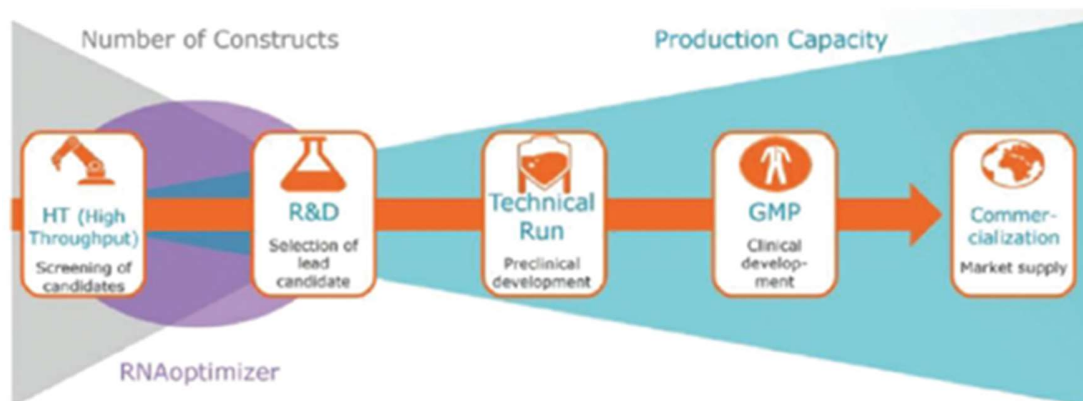 Number of Constructs
Production Capacity
HT (High
Throughput)
Screening of
candidates
R&D
Selection of
lead
candidate
Technical
Run
Preclinical
development
GMP
Clinical
develop-
ment
Commer-
cialization
Market supply
RNAoptimizer